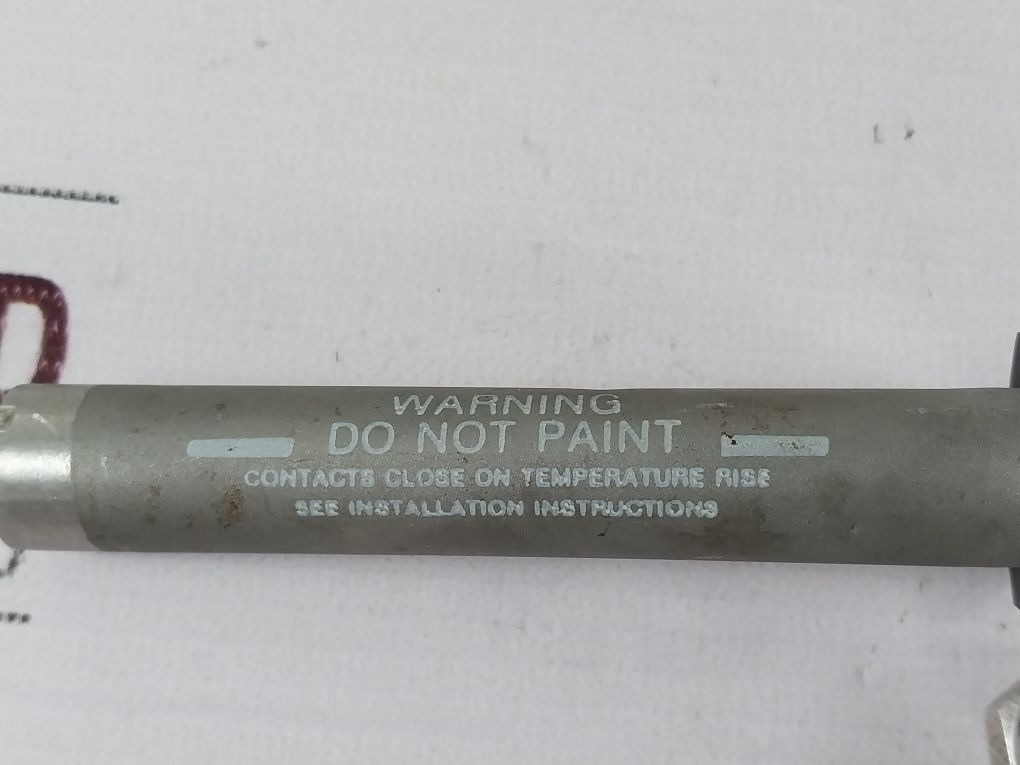 WARNING
DO NOT PAINT
CONTACTS CLOSE ON TEMPERATURE RISE
SEE INSTALLATION INSTRUCTIONS